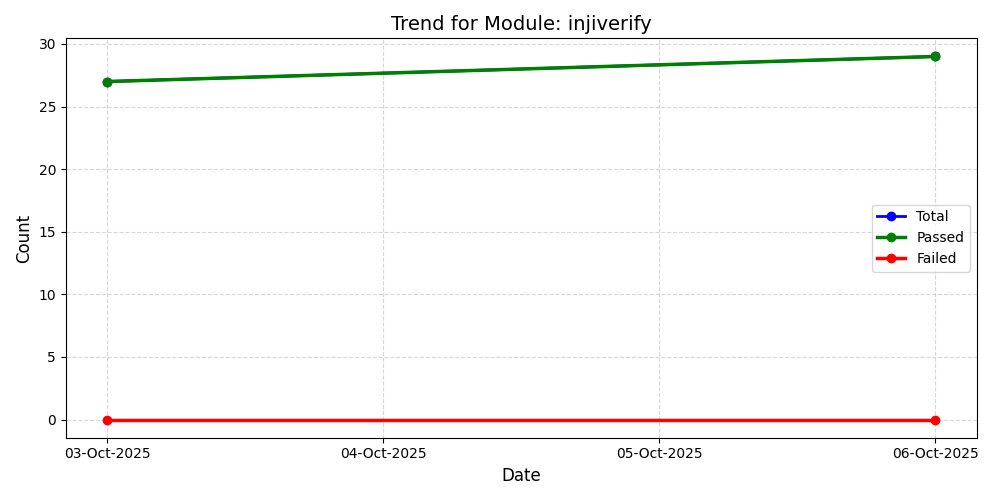 Trend for Module: injiverify
Count
30
25
20
15
10
5
0
Total
Passed
Failed
03-Oct-2025
04-Oct-2025
05-Oct-2025
06-Oct-2025
Date